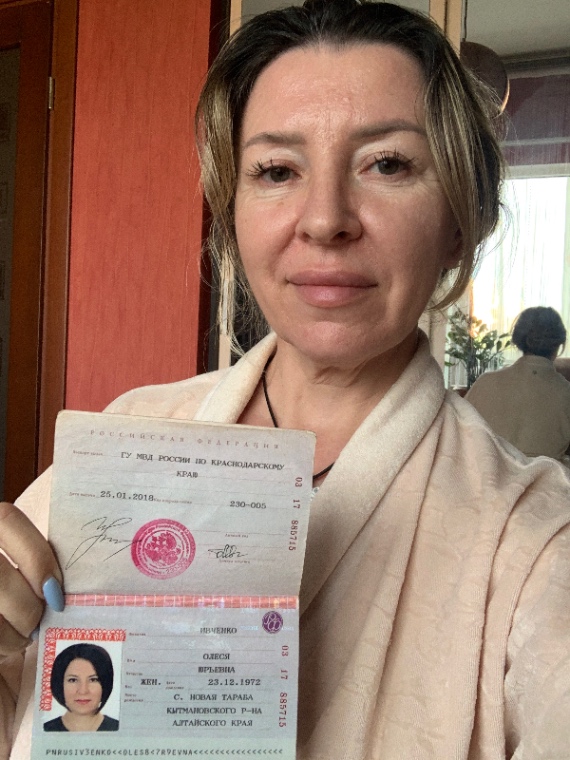 РОССИЙСКАЯ ФЕДЕРАЦИЯ
ГУ МВД РОССИИ ПО КРАСНОДАРСКОМУ
КРАЮ
25.01.2018
230-005
03 17 885715
ИВЧЕНКО
ОЛЕСЯ
ЮРЬЕВНА
ЖЕН.
23.12.1972
С. НОВАЯ ТАРАБА
КЫТМАНОВСКОГО Р-НА
АЛТАЙСКОГО КРАЯ
03 17 885715
PNRUSIV3ENKO<<OLES8<7R9EVNA<<<<<<<<<<<<<<<<<